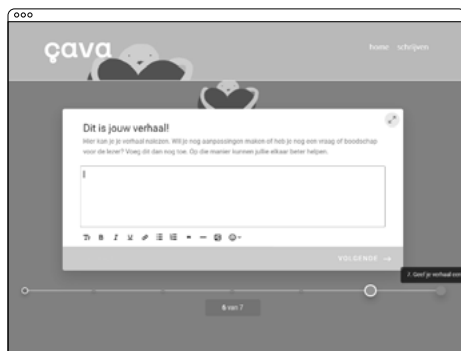 çava
home schrijven
Dit is jouw verhaal!
Hier kan je je verhaal nalezen. Wil je nog aanpassingen maken of heb je nog een vraag of boodschap
voor de lezer? Voeg dit dan nog toe. Op die manier kunnen jullie elkaar beter helpen.
VOLGENDE →
7. Geef je verhaal een
6 van 7